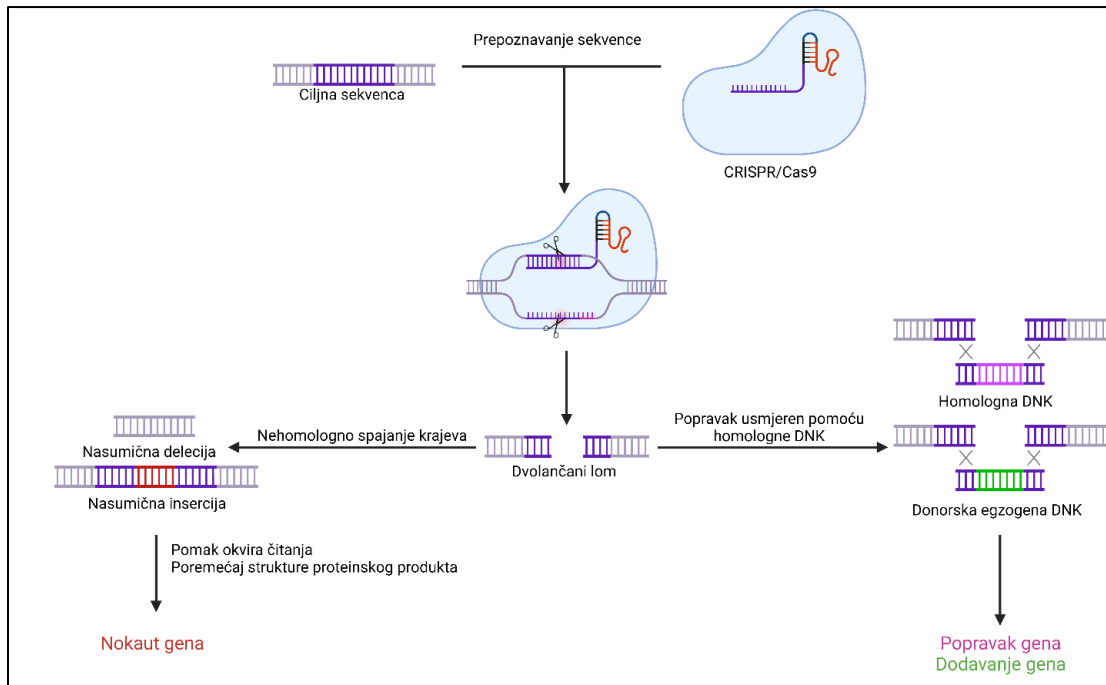 Prepoznavanje sekvence
Ciljna sekvenca
CRISPR/Cas9
Nehomologno spajanje krajeva
Dvolančani lom
Popravak usmjeren pomoću
homologne DNK
Nasumična delecija
Nasumična insercija
Homologna DNK
Donorska egzogena DNK
Pomak okvira čitanja
Poremećaj strukture proteinskog produkta
Nokaut gena
Popravak gena
Dodavanje gena